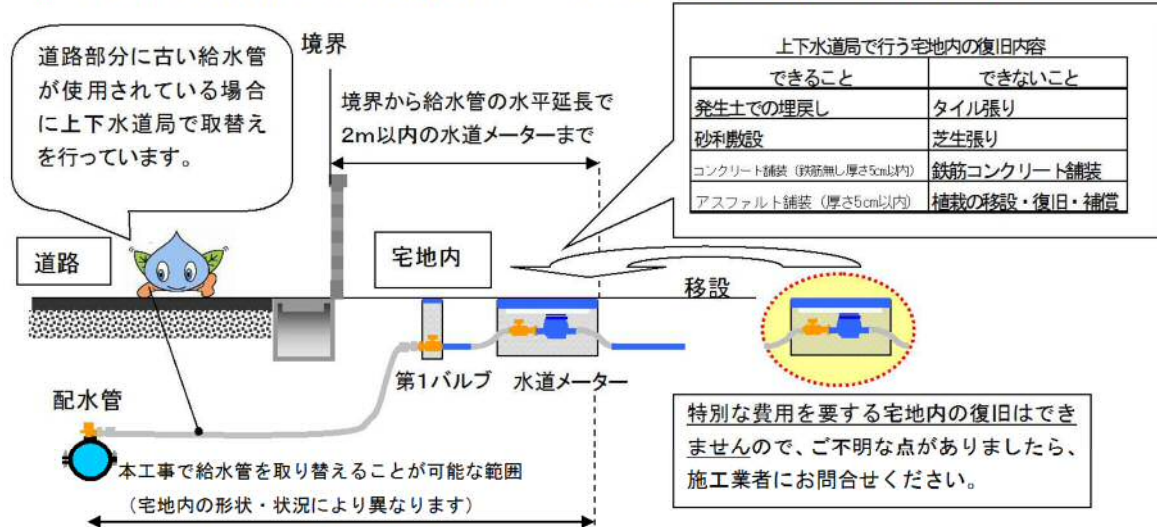 道路部分に古い給水管
が使用されている場合
に上下水道局で取替え
を行っています。
境界
境界から給水管の水平延長で
2m以内の水道メーターまで
上下水道局で行う宅地内の復旧内容
できること できないこと
発生土での埋戻し タイル張り
砂利敷設 芝生張り
コンクリート舗装(鉄筋無し厚さ5cm以内) 鉄筋コンクリート舗装
アスファルト舗装(厚さ5cm以内) 植栽の移設・復旧・補償
道路
宅地内
移設
第1バルブ 水道メーター
配水管
本工事で給水管を取り替えることが可能な範囲
(宅地内の形状・状況により異なります)
特別な費用を要する宅地内の復旧はでき
ませんので、ご不明な点がありましたら、
施工業者にお問合せください。